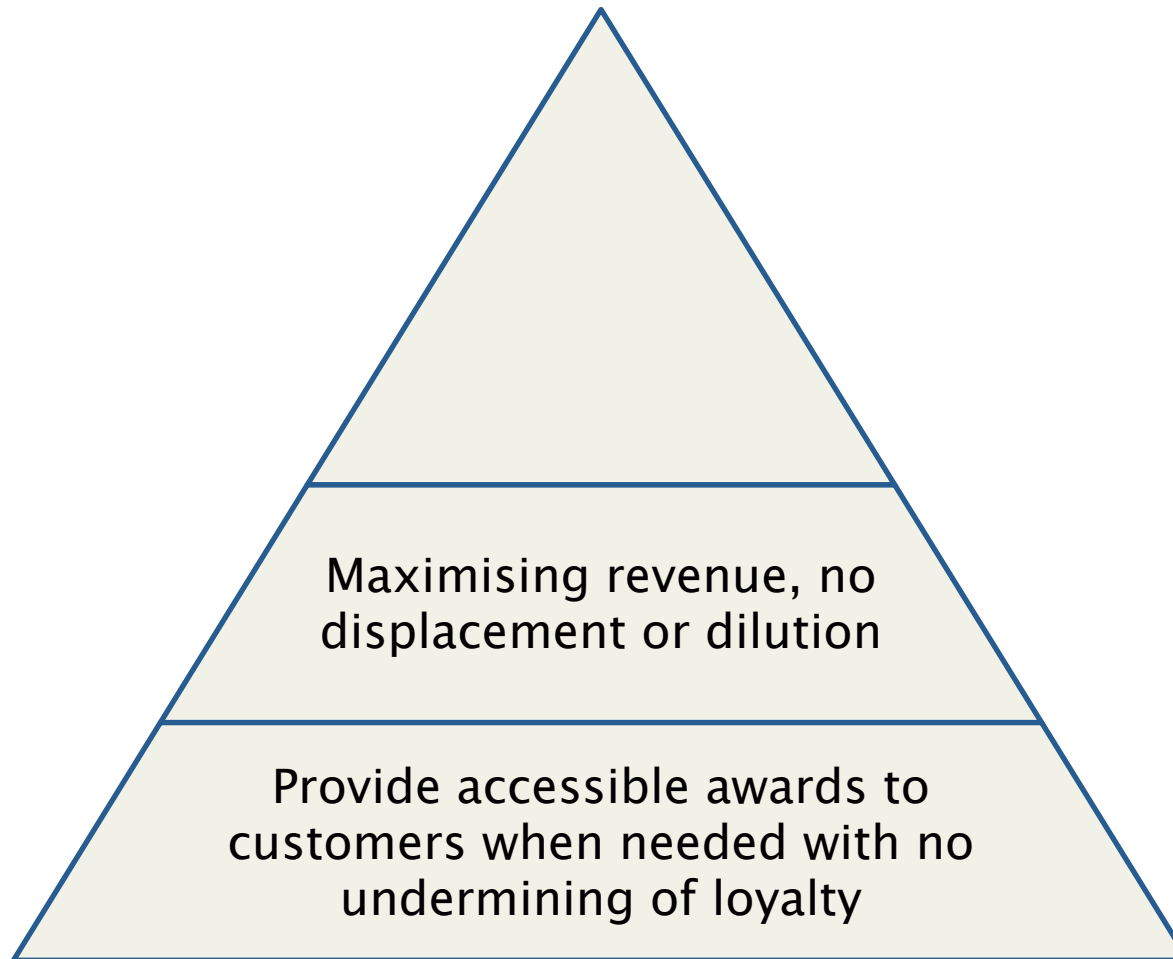 Maximising revenue, no
displacement or dilution
Provide accessible awards to
customers when needed with no
undermining of loyalty